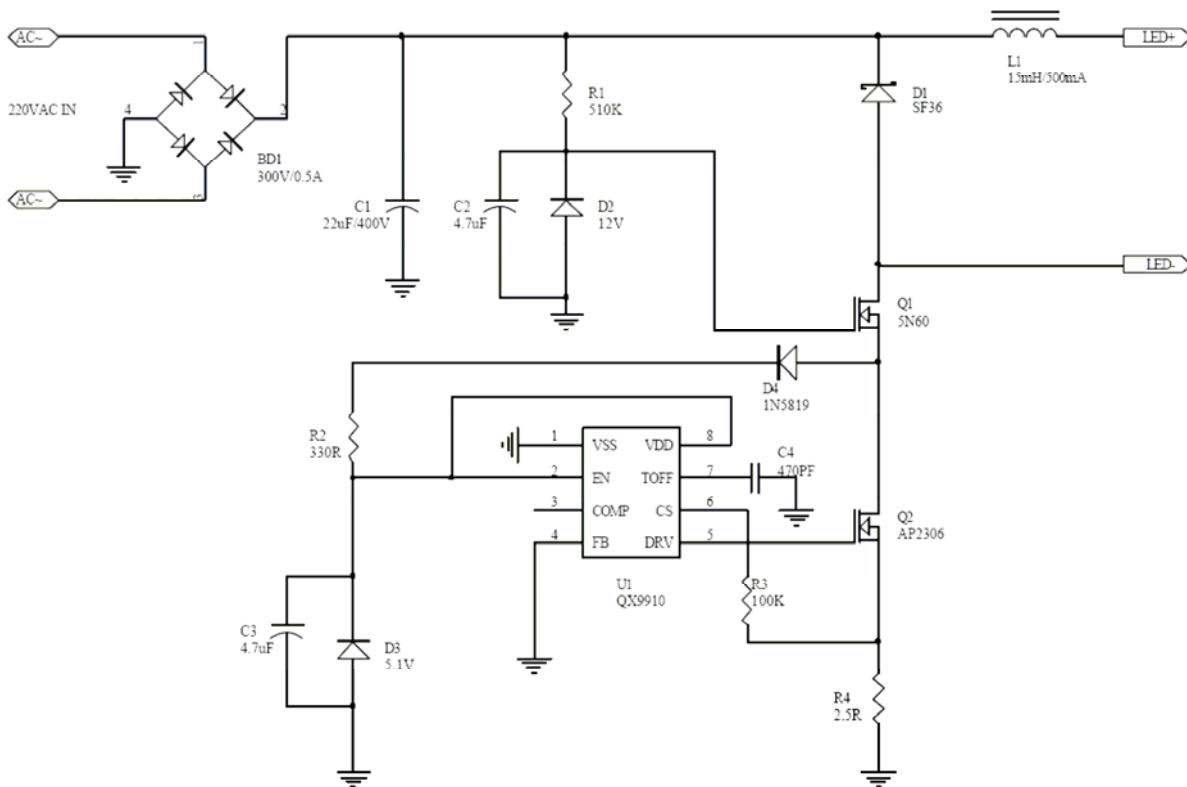 AC~
1
220VAC IN
4
2
BD1
300V/0.5A
AC~
3
C1
22uF/400V
R1
510K
C2
4.7uF
D2
12V
D1
SF36
L1
15mH/500mA
LED+
LED-
Q1
5N60
D4
1N5819
R2
330R
1
VSS
VDD
8
2
EN
TOFF
7
3
COMP
CS
6
4
FB
DRV
5
U1
QX9910
C4
470PF
Q2
AP2306
R3
100K
C3
4.7uF
D3
5.1V
R4
2.5R